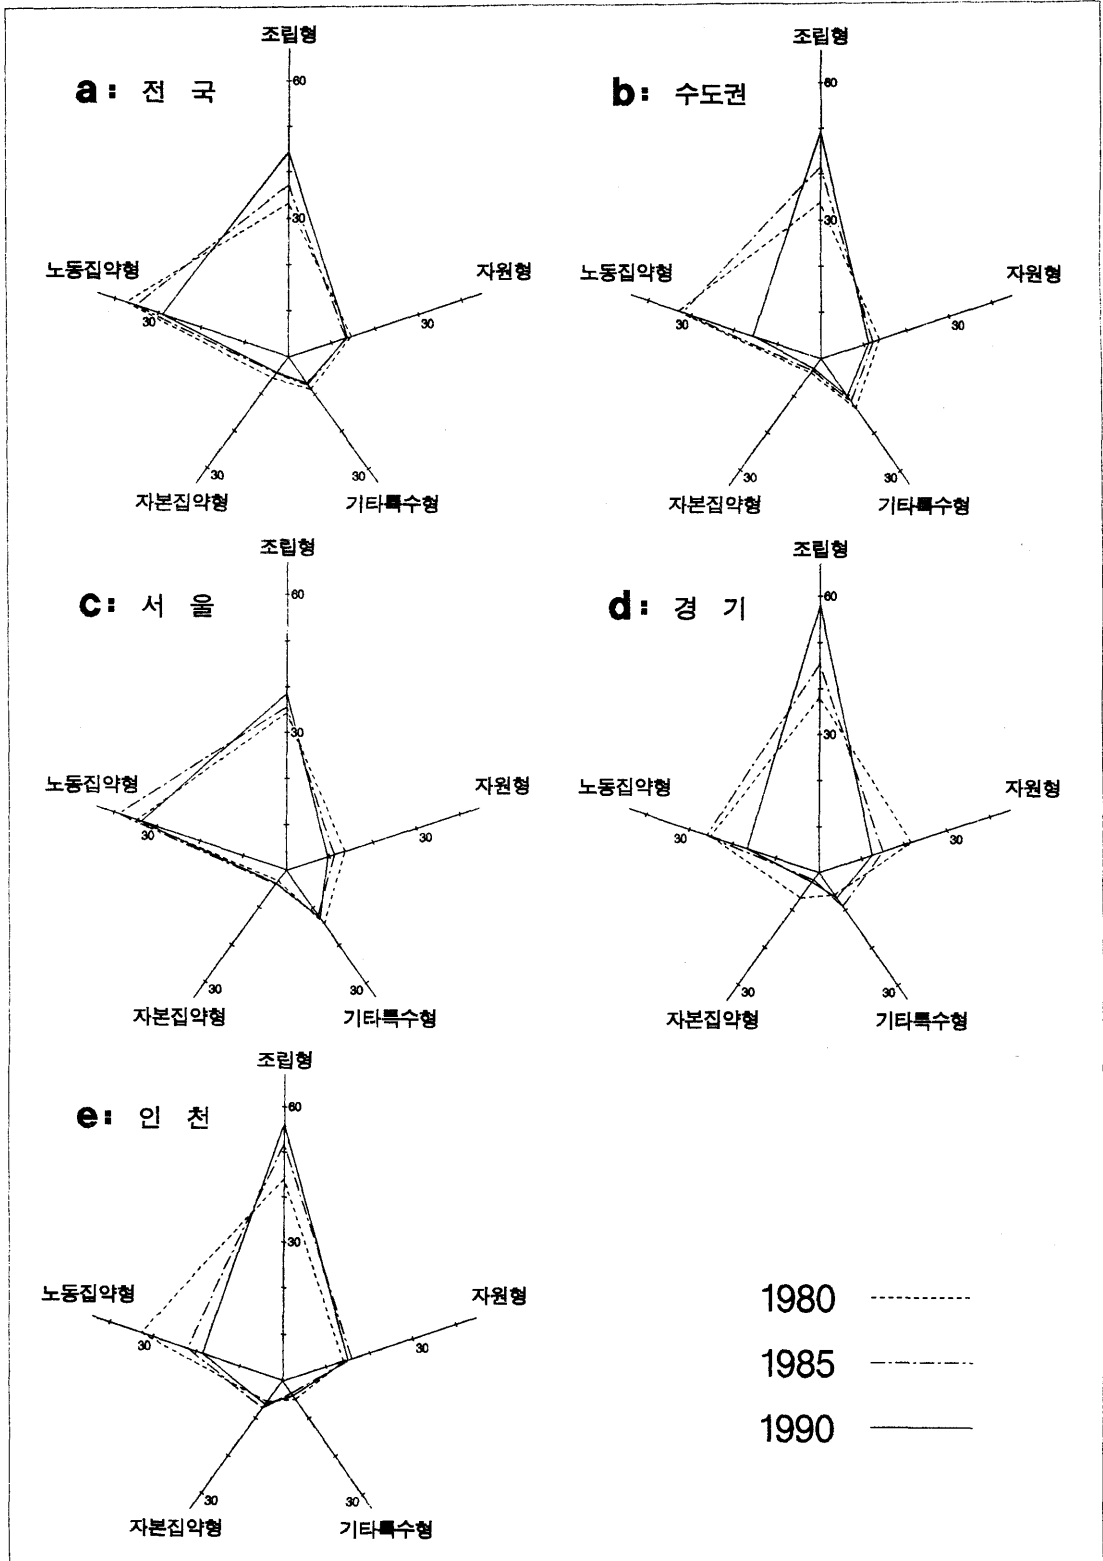 조립형
a: 전 국
60
30
노동집약형
30
자원형
30
자본집약형
30
기타특수형
30
조립형
b: 수도권
60
30
노동집약형
30
자원형
30
자본집약형
30
기타특수형
30
조립형
c: 서 울
60
30
노동집약형
30
자원형
30
자본집약형
30
기타특수형
30
조립형
d: 경 기
60
30
노동집약형
30
자원형
30
자본집약형
30
기타특수형
30
조립형
e: 인 천
60
30
노동집약형
30
자원형
30
자본집약형
30
기타특수형
30
1980
1985
1990